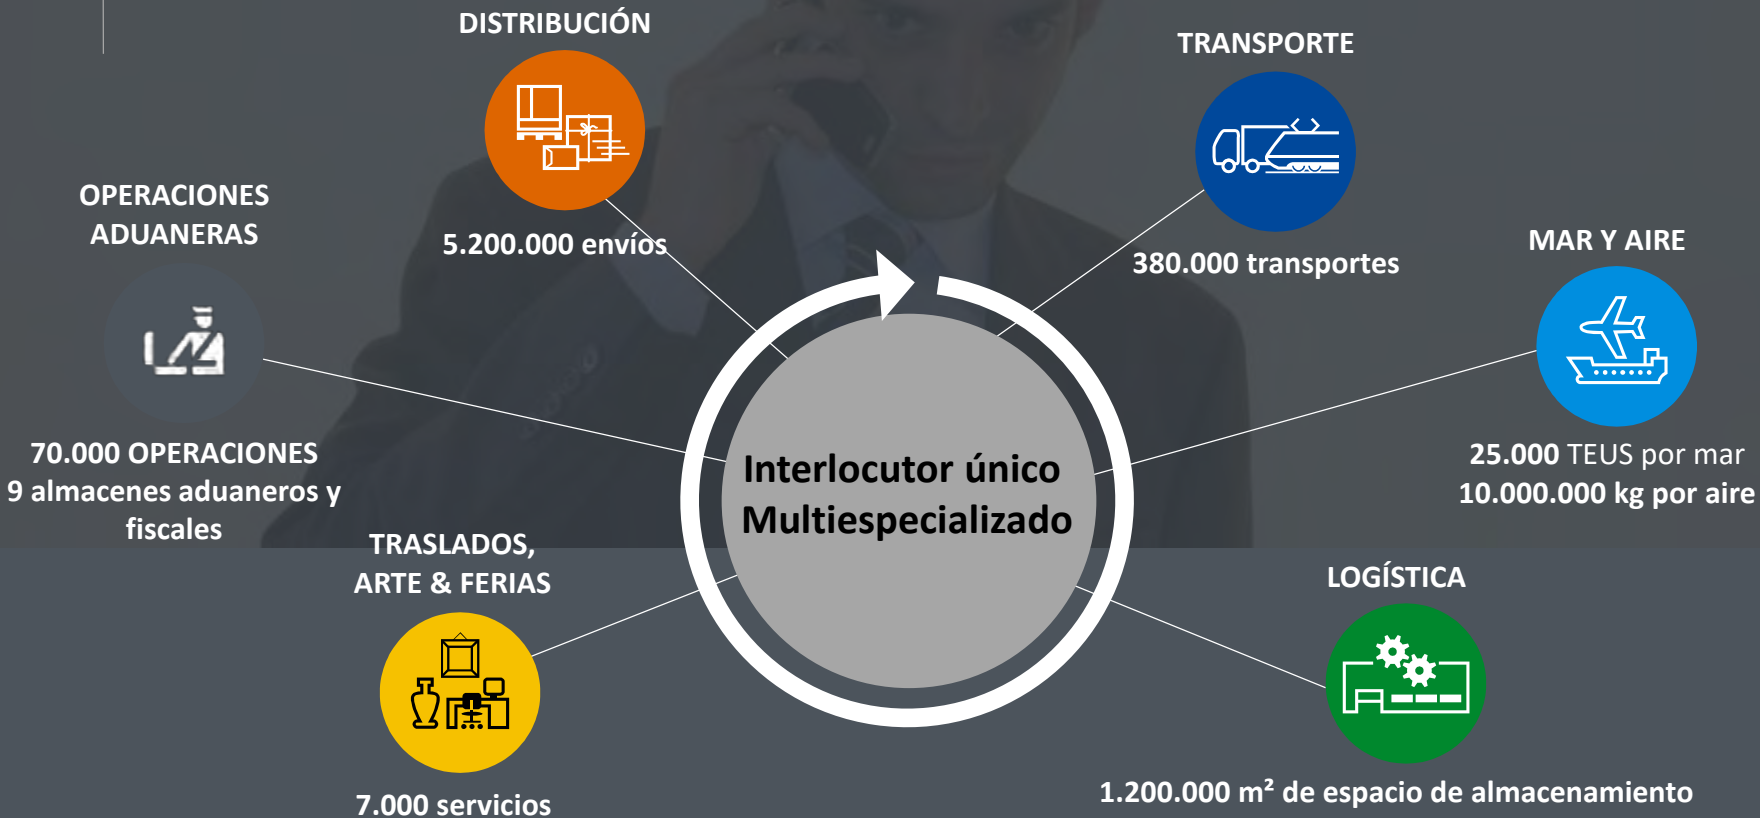 DISTRIBUCIÓN
5.200.000 envíos
TRANSPORTE
380.000 transportes
OPERACIONES
ADUANERAS
70.000 OPERACIONES
9 almacenes aduaneros y
fiscales
MAR Y AIRE
25.000 TEUS por mar
10.000.000 kg por aire
Interlocutor único
Multiespecializado
TRASLADOS,
ARTE & FERIAS
7.000 servicios
LOGÍSTICA
1.200.000 m² de espacio de almacenamiento